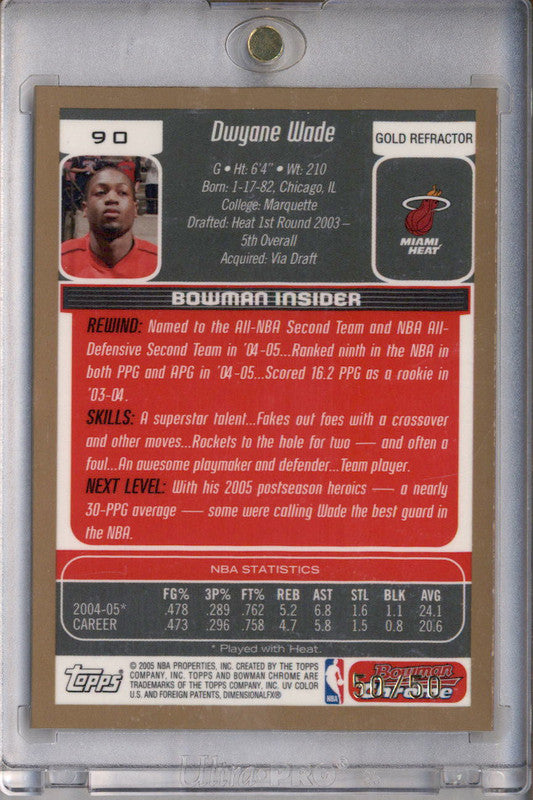 90
Dwyane Wade
GOLD REFRACTOR
G • Ht: 6'4" • Wt: 210
Born: 1-17-82, Chicago, IL
College: Marquette
Drafted: Heat 1st Round 2003 –
5th Overall
Acquired: Via Draft
MIAMI
HEAT
BOWMAN INSIDER
REWIND: Named to the All-NBA Second Team and NBA All-
Defensive Second Team in '04-05...Ranked ninth in the NBA in
both PPG and APG in '04-05...Scored 16.2 PPG as a rookie in
'03-04.
SKILLS: A superstar talent...Fakes out foes with a crossover
and other moves...Rockets to the hole for two — and often a
foul...An awesome playmaker and defender...Team player.
NEXT LEVEL: With his 2005 postseason heroics — a nearly
30-PPG average — some were calling Wade the best guard in
the NBA.
NBA STATISTICS
FG% 3P% FT% REB AST STL BLK AVG
2004-05* .478 .289 .762 5.2 6.8 1.6 1.1 24.1
CAREER .473 .296 .758 4.7 5.8 1.5 0.8 20.6
* Played with Heat.
Topps
© 2005 NBA PROPERTIES, INC. CREATED BY THE TOPPS
COMPANY, INC. TOPPS AND BOWMAN CHROME ARE
TRADEMARKS OF THE TOPPS COMPANY, INC. UV COLOR
U.S. AND FOREIGN PATENTS, DIMENSIONALFX®
NBA
Bowman
Chrome
50/50
Ultra·PRO®